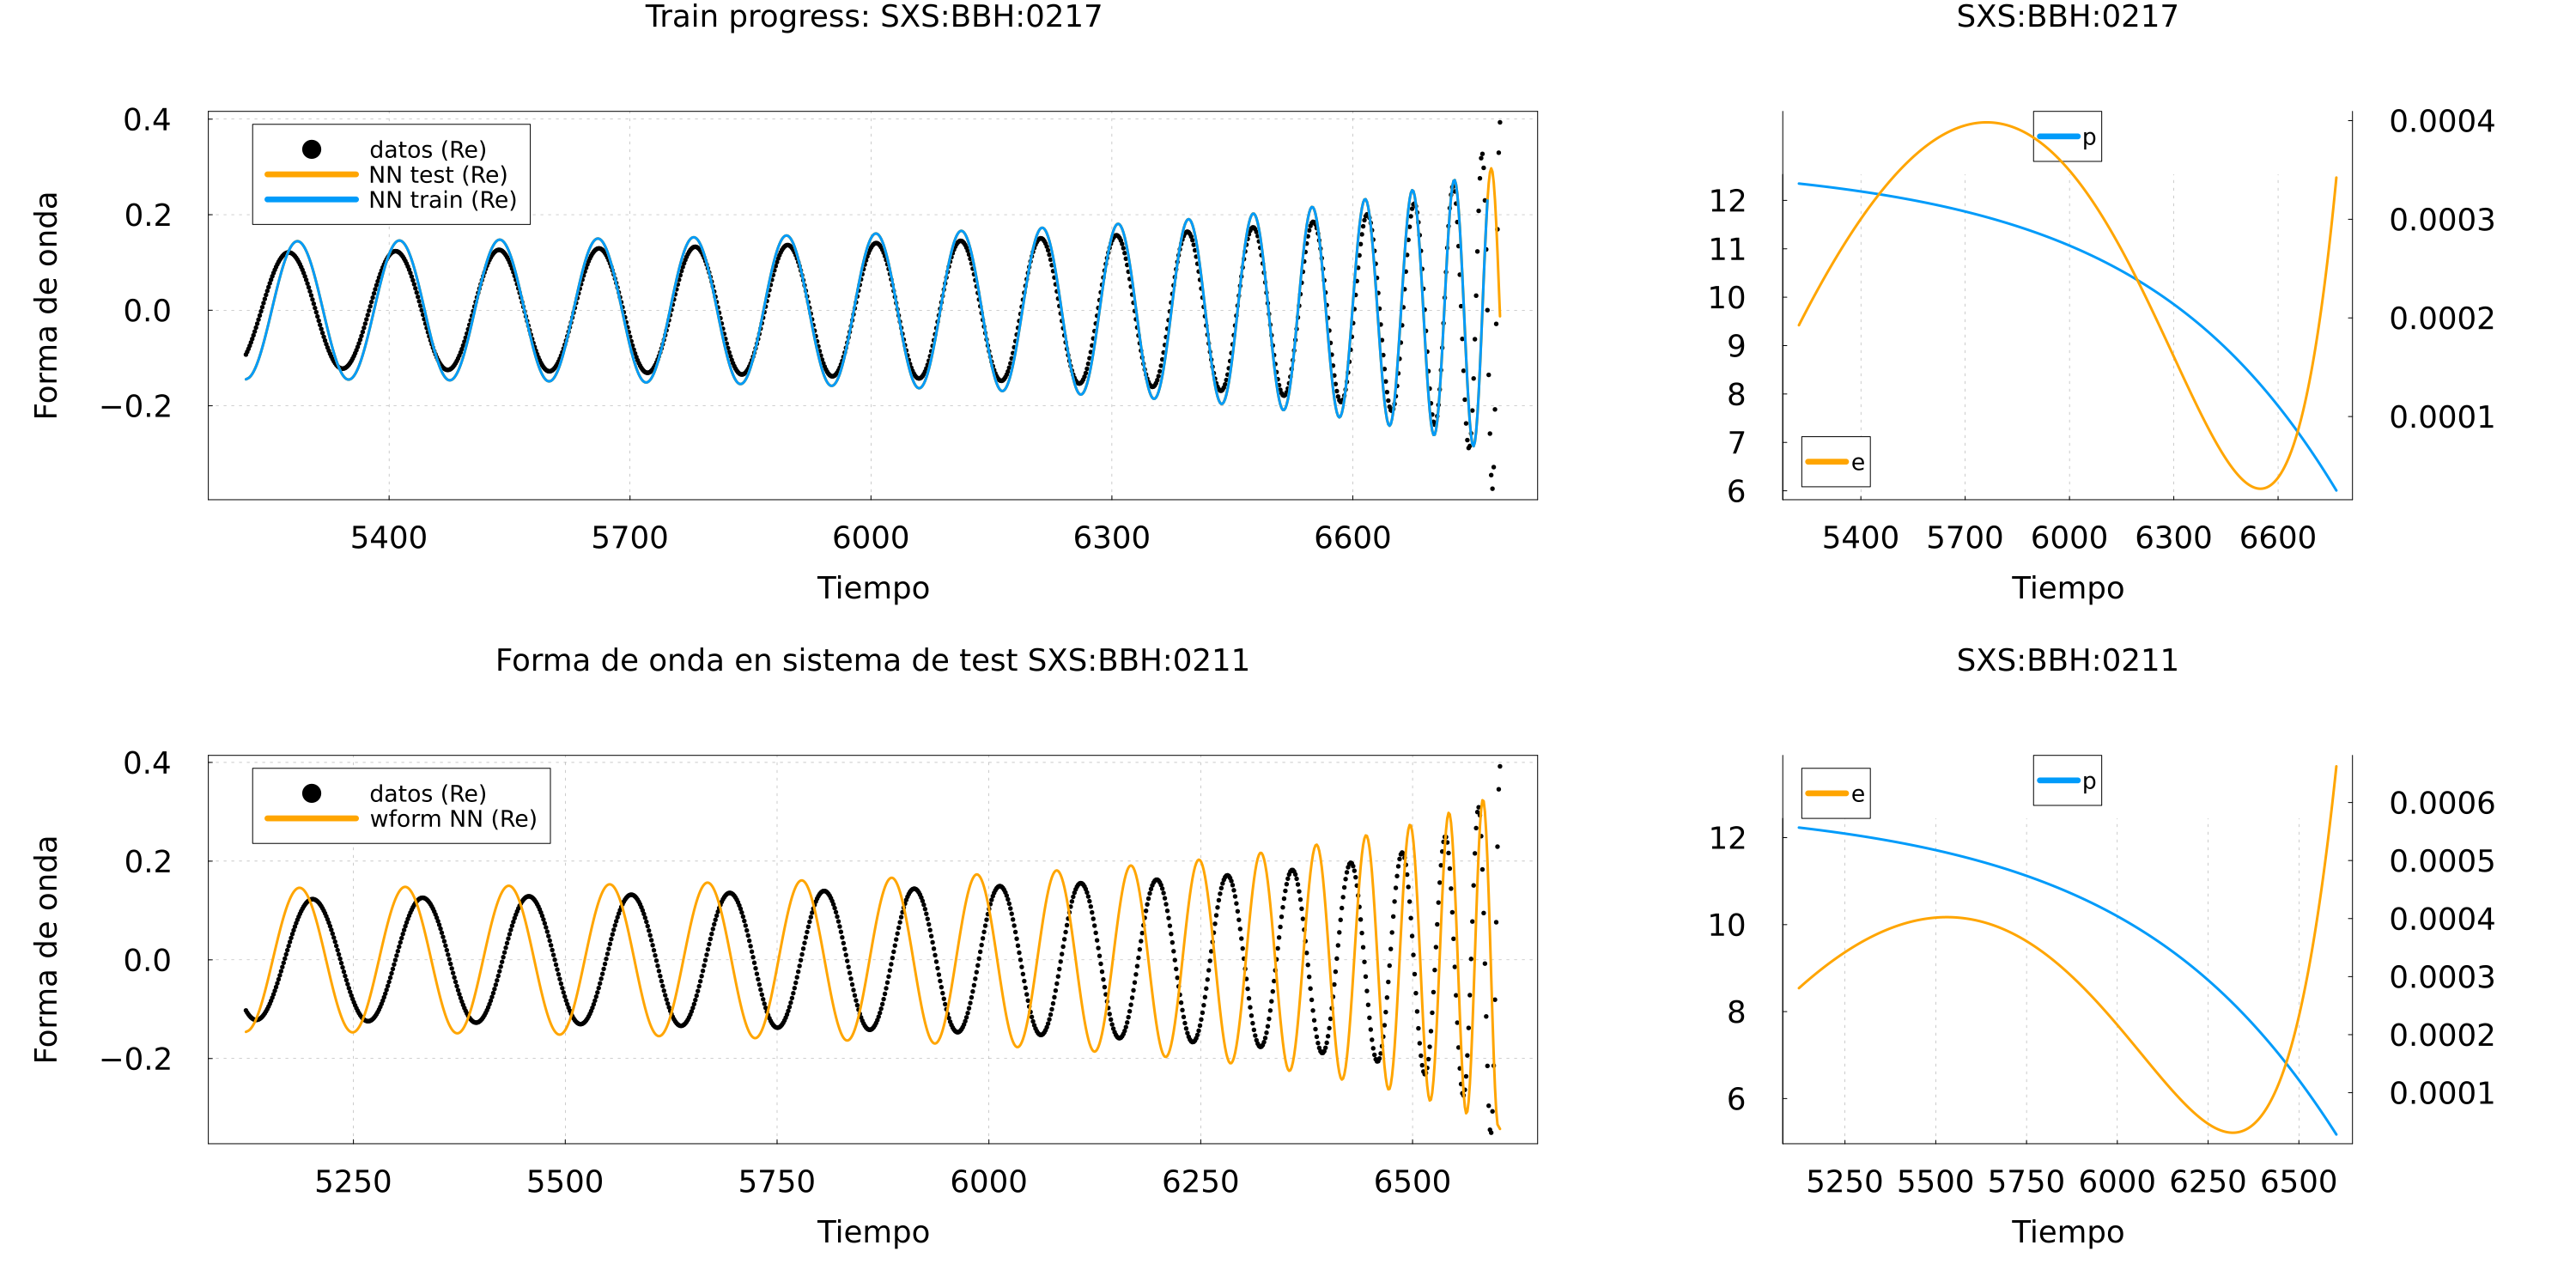 Train progress: SXS:BBH:0217
Forma de onda
0.4
0.2
0.0
−0.2
datos (Re)
NN test (Re)
NN train (Re)
5400 5700 6000 6300 6600
Tiempo
SXS:BBH:0217
12
11
10
9
8
7
6
p
e
0.0004
0.0003
0.0002
0.0001
5400 5700 6000 6300 6600
Tiempo
Forma de onda en sistema de test SXS:BBH:0211
Forma de onda
0.4
0.2
0.0
−0.2
datos (Re)
wform NN (Re)
5250 5500 5750 6000 6250 6500
Tiempo
SXS:BBH:0211
12
10
8
6
e
p
0.0006
0.0005
0.0004
0.0003
0.0002
0.0001
5250 5500 5750 6000 6250 6500
Tiempo